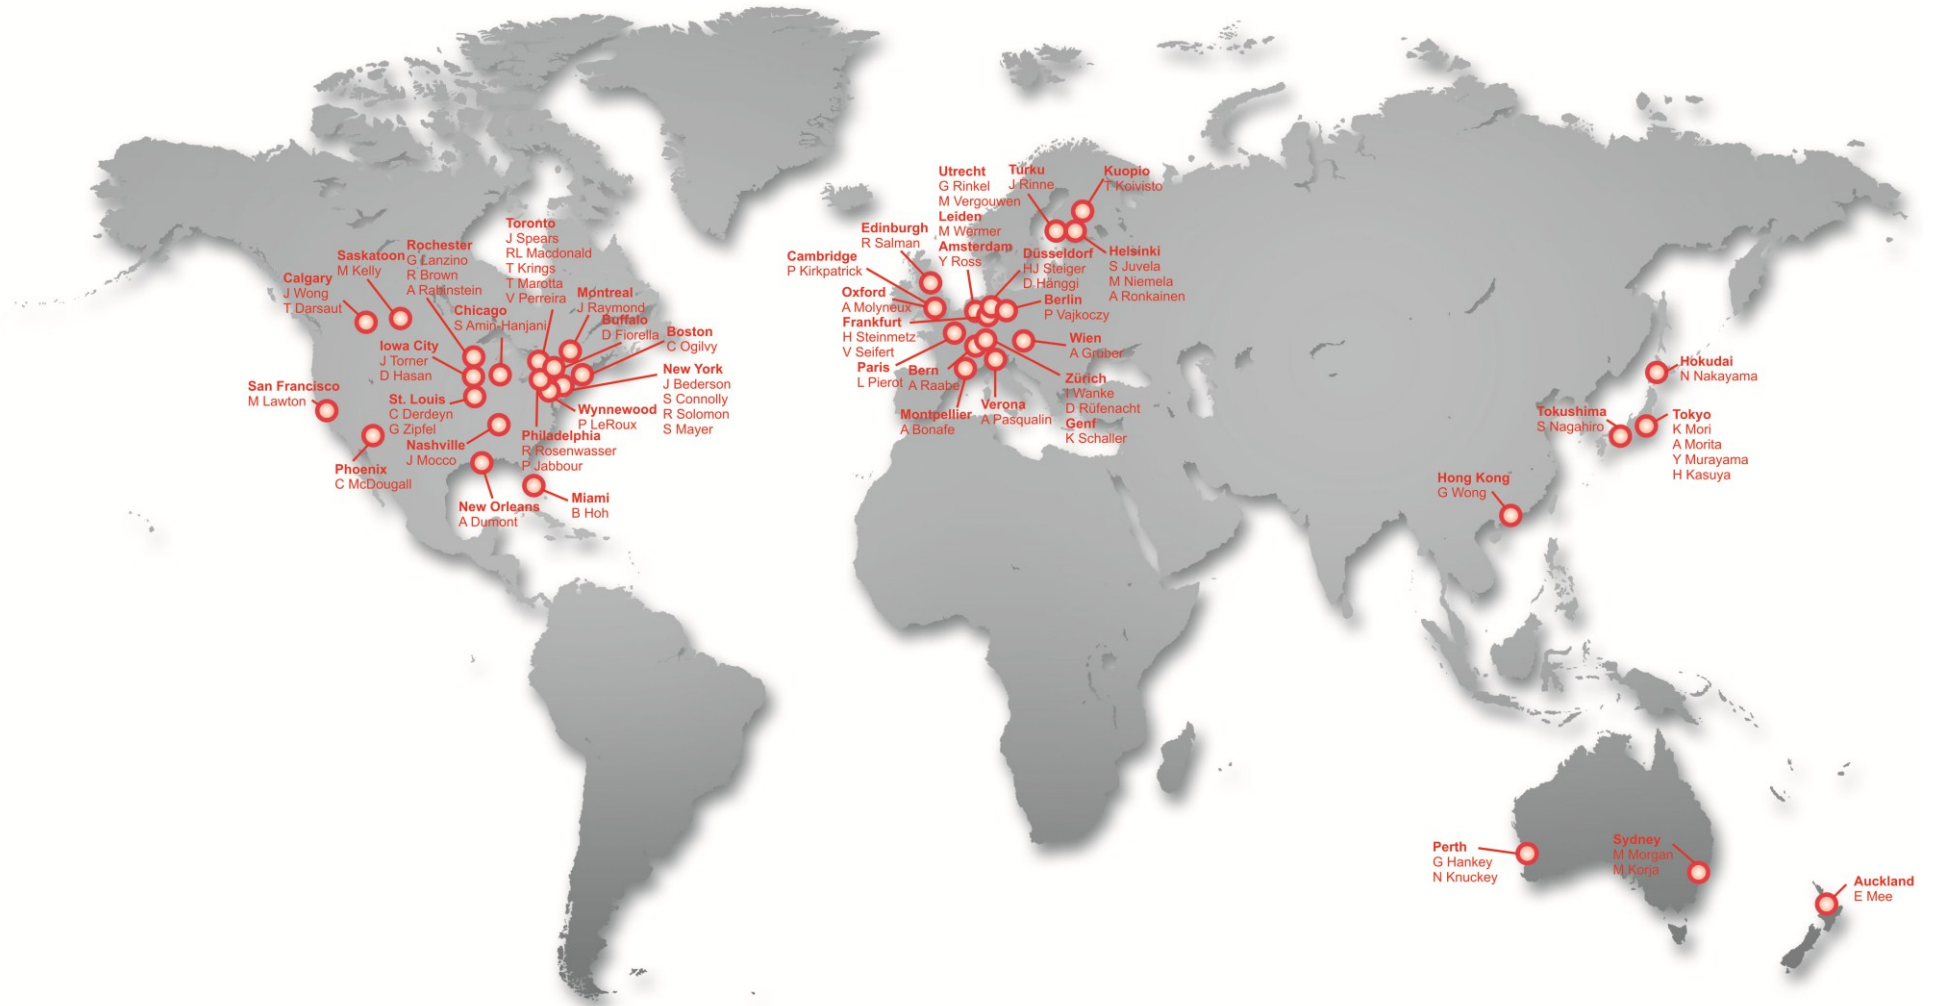 Calgary
J Wong
T Darsaut
Saskatoon
M Kelly
Rochester
G Lanzino
R Brown
A Rabinstein
Toronto
J Spears
RL Macdonald
T Krings
T Marotta
V Perreira
Chicago
S Amin-Hanjani
Montreal
J Raymond
Buffalo
D Fiorella
Boston
C Ogilvy
Iowa City
J Torner
D Hasan
New York
J Bederson
S Connolly
R Solomon
S Mayer
San Francisco
M Lawton
St. Louis
C Derdeyn
G Zipfel
Wynnewood
P LeRoux
Nashville
J Mocco
Philadelphia
R Rosenwasser
P Jabbour
Phoenix
C McDougall
New Orleans
A Dumont
Miami
B Hoh
Utrecht
G Rinkel
M Vergouwen
Leiden
M Wermer
Amsterdam
Y Ross
Turku
J Rinne
Kuopio
T Koivisto
Edinburgh
R Salman
Cambridge
P Kirkpatrick
Oxford
A Molyneux
Frankfurt
H Steinmetz
V Seifert
Paris
L Pierot
Düsseldorf
HJ Steiger
D Hänggi
Helsinki
S Juvela
M Niemela
A Ronkainen
Berlin
P Vajkoczy
Wien
A Gruber
Bern
A Raabe
Zürich
I Wanke
D Rüfenacht
Genf
K Schaller
Montpellier
A Bonafe
Verona
A Pasqualin
Hokudai
N Nakayama
Tokushima
S Nagahiro
Tokyo
K Mori
A Morita
Y Murayama
H Kasuya
Hong Kong
G Wong
Perth
G Hankey
N Knuckey
Sydney
M Morgan
M Korja
Auckland
E Mee